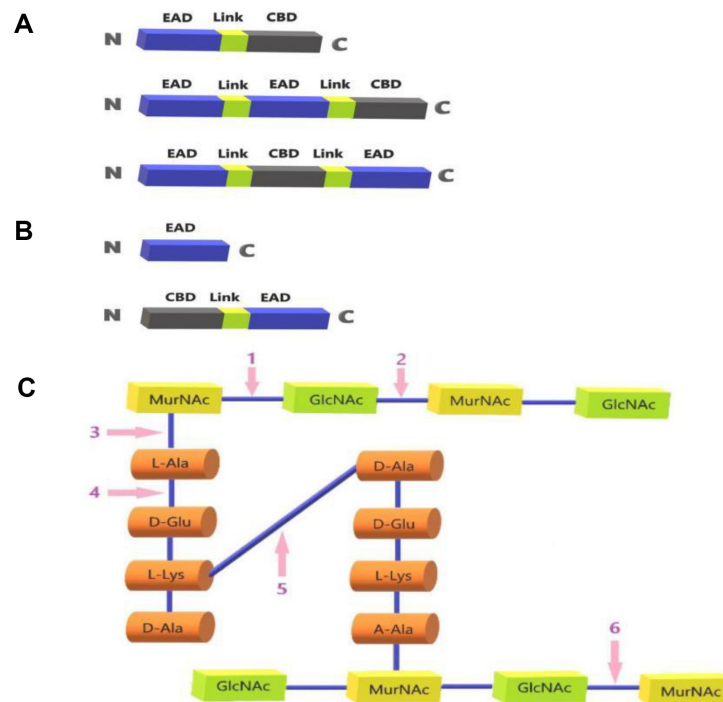 A
EAD Link CBD
N C
EAD Link EAD Link CBD
N C
EAD Link CBD Link EAD
N C
B
EAD
N C
CBD Link EAD
N C
C
1 2
MurNAc GlcNAc MurNAc GlcNAc
3
L-Ala D-Ala
4
D-Glu D-Glu
L-Lys L-Lys
5
D-Ala A-Ala
6
GlcNAc MurNAc GlcNAc MurNAc